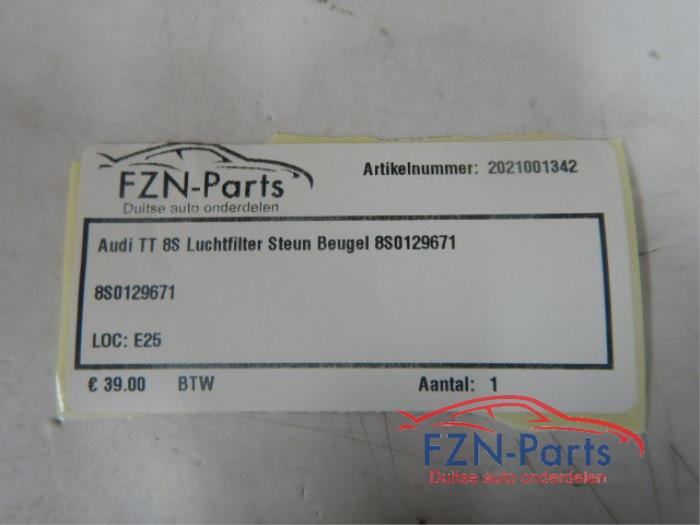 FZN-Parts
Duitse auto onderdelen
Artikelnummer: 2021001342
Audi TT 8S Luchtfilter Steun Beugel 8S0129671
8S0129671
LOC: E25
€ 39.00 BTW Aantal: 1
FZN-Parts
Duitse auto onderdelen